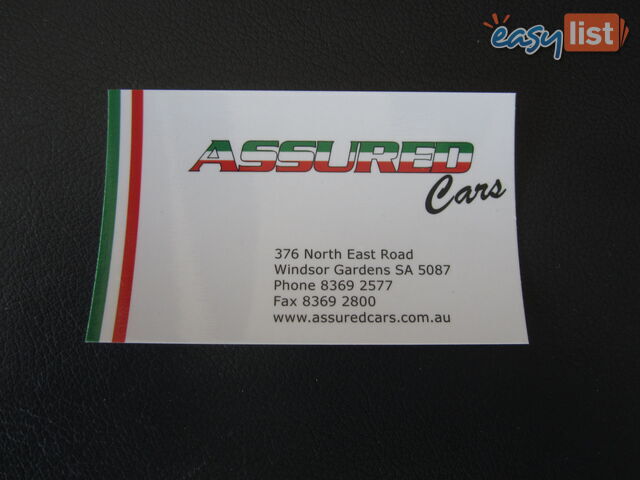 easylist
ASSURED
Cars
376 North East Road
Windsor Gardens SA 5087
Phone 8369 2577
Fax 8369 2800
www.assuredcars.com.au